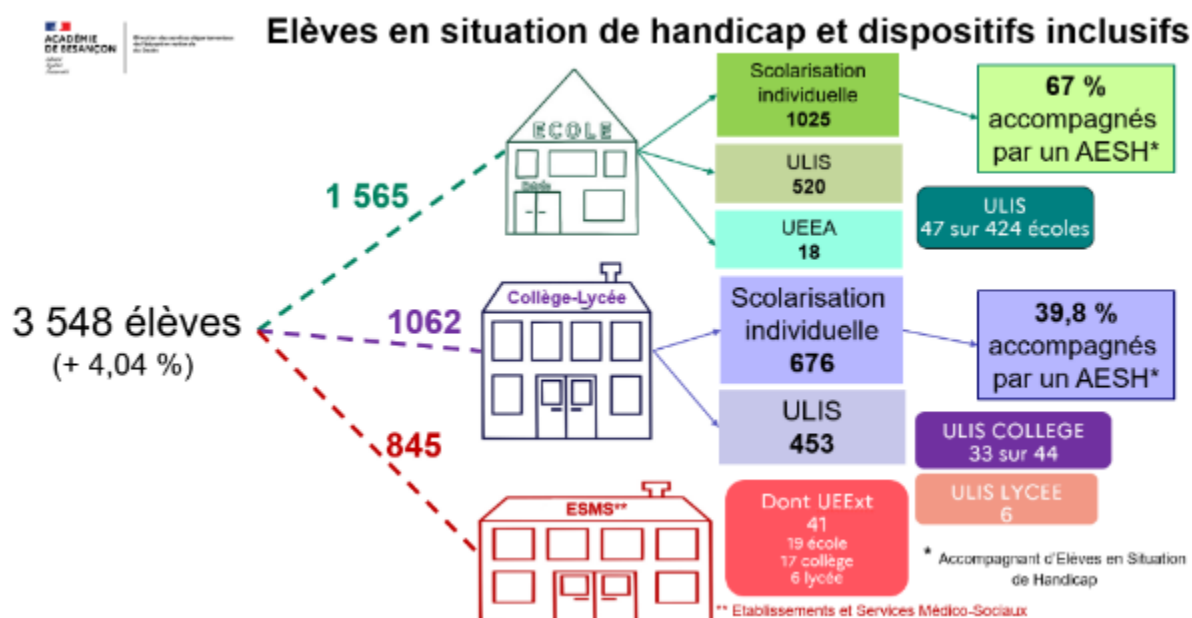 ACADÉMIE
DE BESANÇON
Elèves en situation de handicap et dispositifs inclusifs
3 548 élèves
(+ 4,04 %)
1 565
ECOLE
Scolarisation
individuelle
1025
67 %
accompagnés
par un AESH*
ULIS
520
ULIS
47 sur 424 écoles
UEEA
18
1062
Collège-Lycée
Scolarisation
individuelle
676
39,8 %
accompagnés
par un AESH*
ULIS
453
ULIS COLLEGE
33 sur 44
ULIS LYCEE
6
845
ESMS**
Dont UEExt
41
19 école
17 collège
6 lycée
* Accompagnant d'Elèves en Situation
de Handicap
** Etablissements et Services Médico-Sociaux